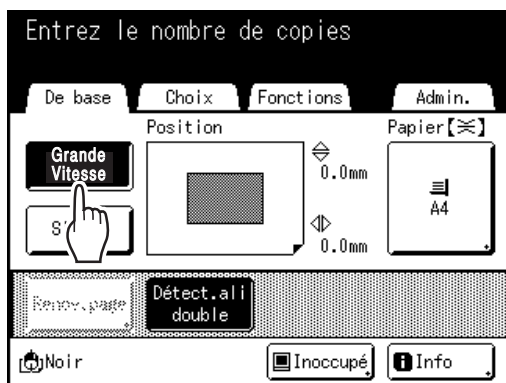 Entrez le nombre de copies
De base Choix Fonctions Admin.
Position Papier
Grande
Vitesse
0.0mm
A4
0.0mm
Renov.page
Détect.ali
double
Noir Inoccupé Info